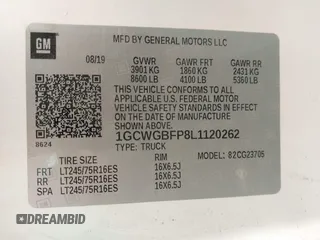 GM
MFD BY GENERAL MOTORS LLC
08/19 GVWR GAWR FRT GAWR RR
3901 KG 1860 KG 2431 KG
8600 LB 4100 LB 5360 LB
THIS VEHICLE CONFORMS TO ALL APPLICABLE
U.S. FEDERAL MOTOR VEHICLE
SAFETY STANDARDS IN EFFECT ON THE DATE
OF MANUFACTURE SHOWN ABOVE.
1GCWGBFP8L1120262
8624
TYPE: TRUCK MODEL: 82CG23705
TIRE SIZE RIM
FRT LT245/75R16ES 16X6.5J
RR LT245/75R16ES 16X6.5J
SPA LT245/75R16ES 16X6.5J
DREAMBID